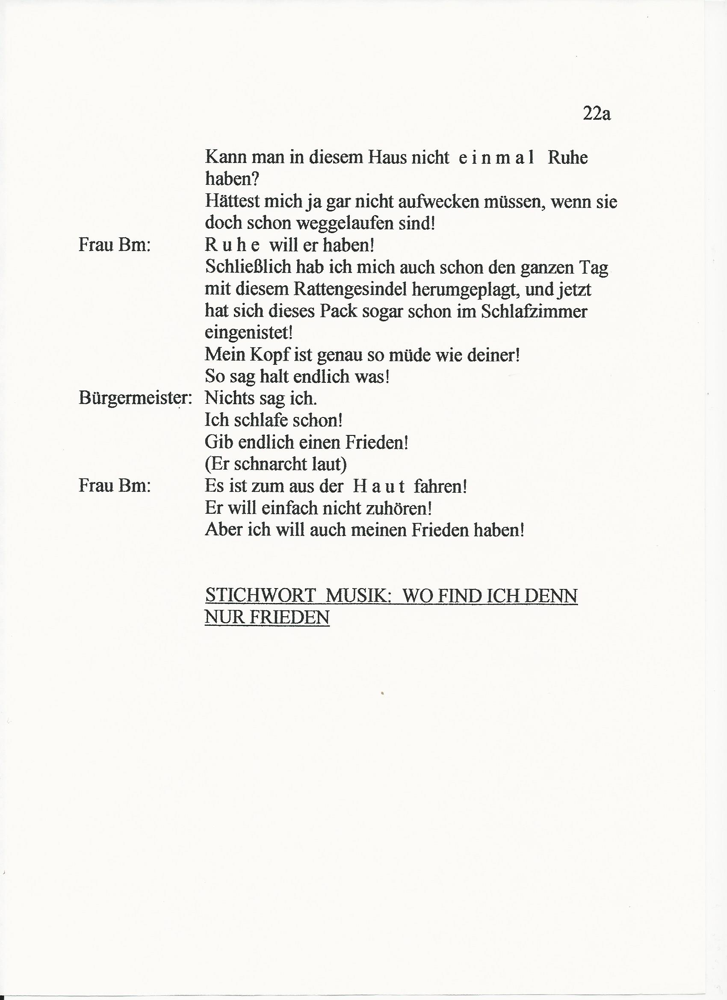 22a
Kann man in diesem Haus nicht  e i n m a l   Ruhe
haben?
Hättest mich ja gar nicht aufwecken müssen, wenn sie
doch schon weggelaufen sind!
Frau Bm: R u h e  will er haben!
Schließlich hab ich mich auch schon den ganzen Tag
mit diesem Rattengesindel herumgeplagt, und jetzt
hat sich dieses Pack sogar schon im Schlafzimmer
eingenistet!
Mein Kopf ist genau so müde wie deiner!
So sag halt endlich was!
Bürgermeister: Nichts sag ich.
Ich schlafe schon!
Gib endlich einen Frieden!
(Er schnarcht laut)
Frau Bm: Es ist zum aus der  H a u t  fahren!
Er will einfach nicht zuhören!
Aber ich will auch meinen Frieden haben!
STICHWORT  MUSIK:  WO FIND ICH DENN
NUR FRIEDEN